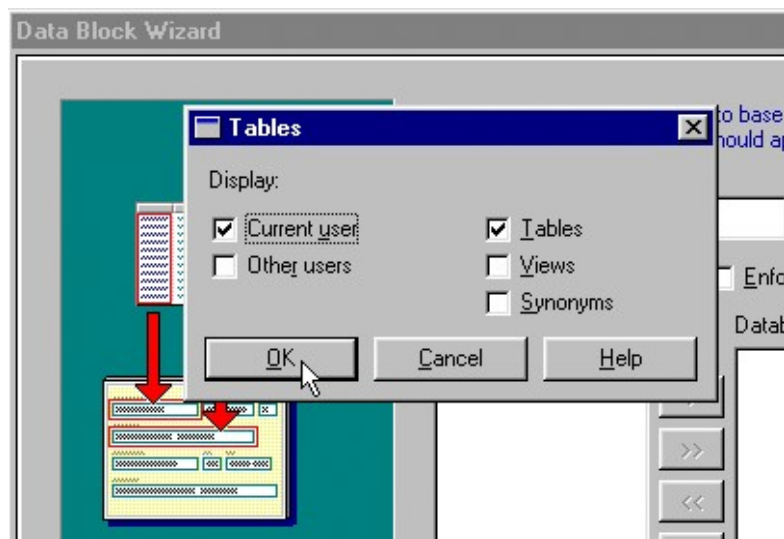 Data Block Wizard
to base
hould ap
Tables
Display:
Current user
Other users
Tables
Views
Synonyms
OK
Cancel
Help
Enfo
Datab
>
>>
<<